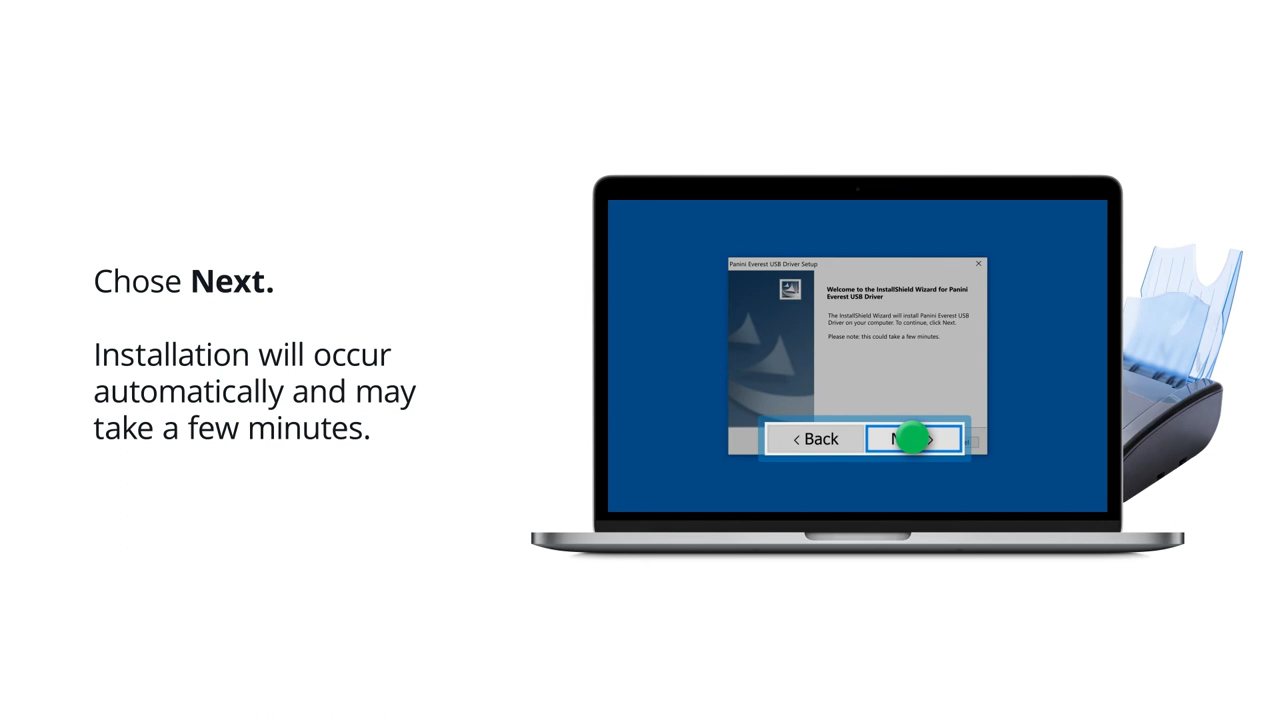 Chose Next.
Installation will occur
automatically and may
take a few minutes.
Panini Everest USB Driver Setup
Welcome to the InstallShield Wizard for Panini
Everest USB Driver
The InstallShield Wizard will install Panini Everest USB
Driver on your computer. To continue, click Next.
Please note: this could take a few minutes.
< Back